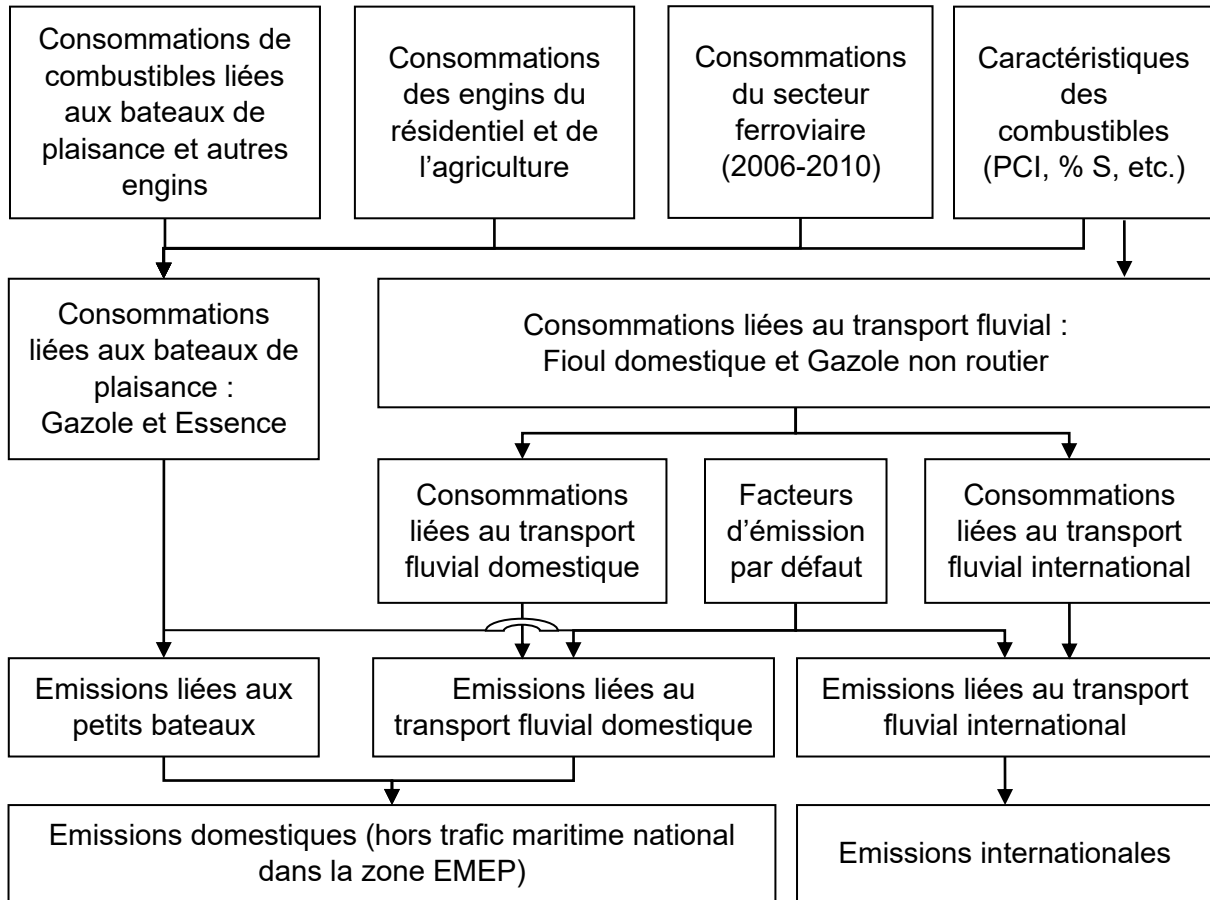 Consommations de
combustibles liées
aux bateaux de
plaisance et autres
engins
Consommations
des engins du
résidentiel et de
l’agriculture
Consommations
du secteur
ferroviaire
(2006-2010)
Caractéristiques
des
combustibles
(PCI, % S, etc.)
Consommations
liées aux bateaux de
plaisance :
Gazole et Essence
Consommations liées au transport fluvial :
Fioul domestique et Gazole non routier
Consommations
liées au transport
fluvial domestique
Facteurs
d’émission
par défaut
Consommations
liées au transport
fluvial international
Emissions liées aux
petits bateaux
Emissions liées au
transport fluvial domestique
Emissions liées au transport
fluvial international
Emissions domestiques (hors trafic maritime national
dans la zone EMEP)
Emissions internationales